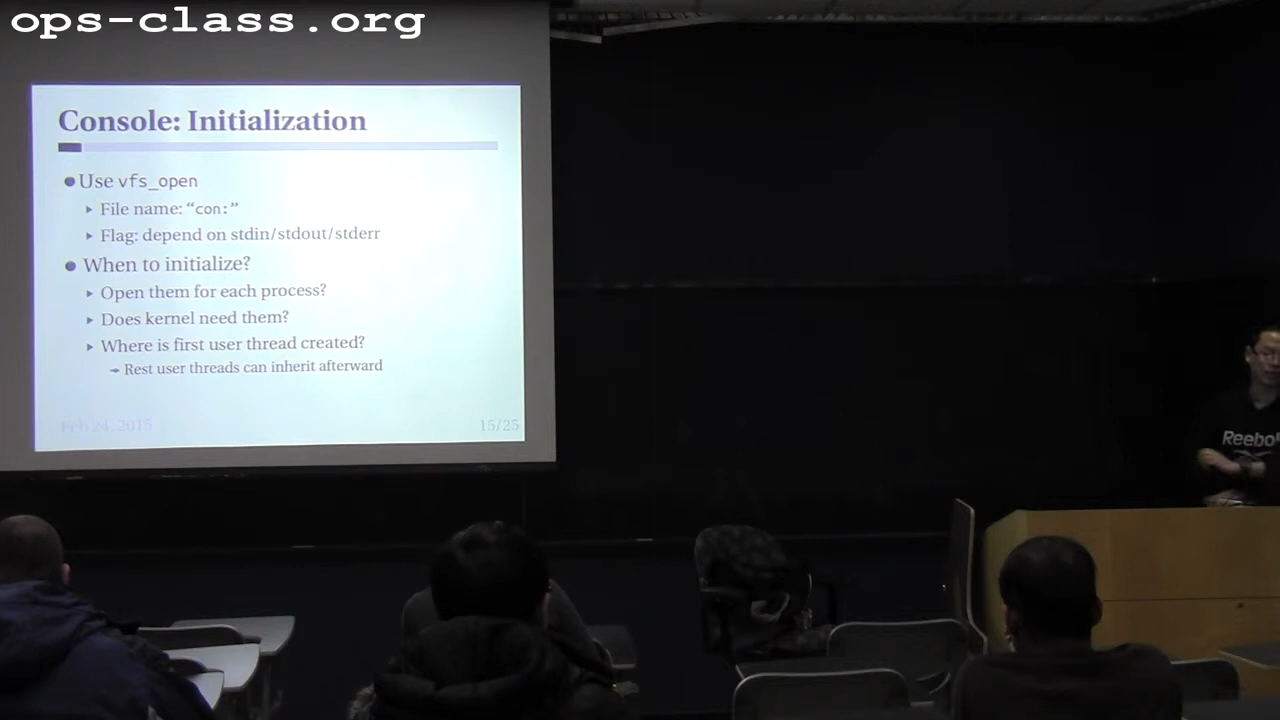 ops-class.org
Console: Initialization
Use vfs_open
File name: “con:”
Flag: depend on stdin/stdout/stderr
When to initialize?
Open them for each process?
Does kernel need them?
Where is first user thread created?
Rest user threads can inherit afterward
Feb 24, 2015
15/25